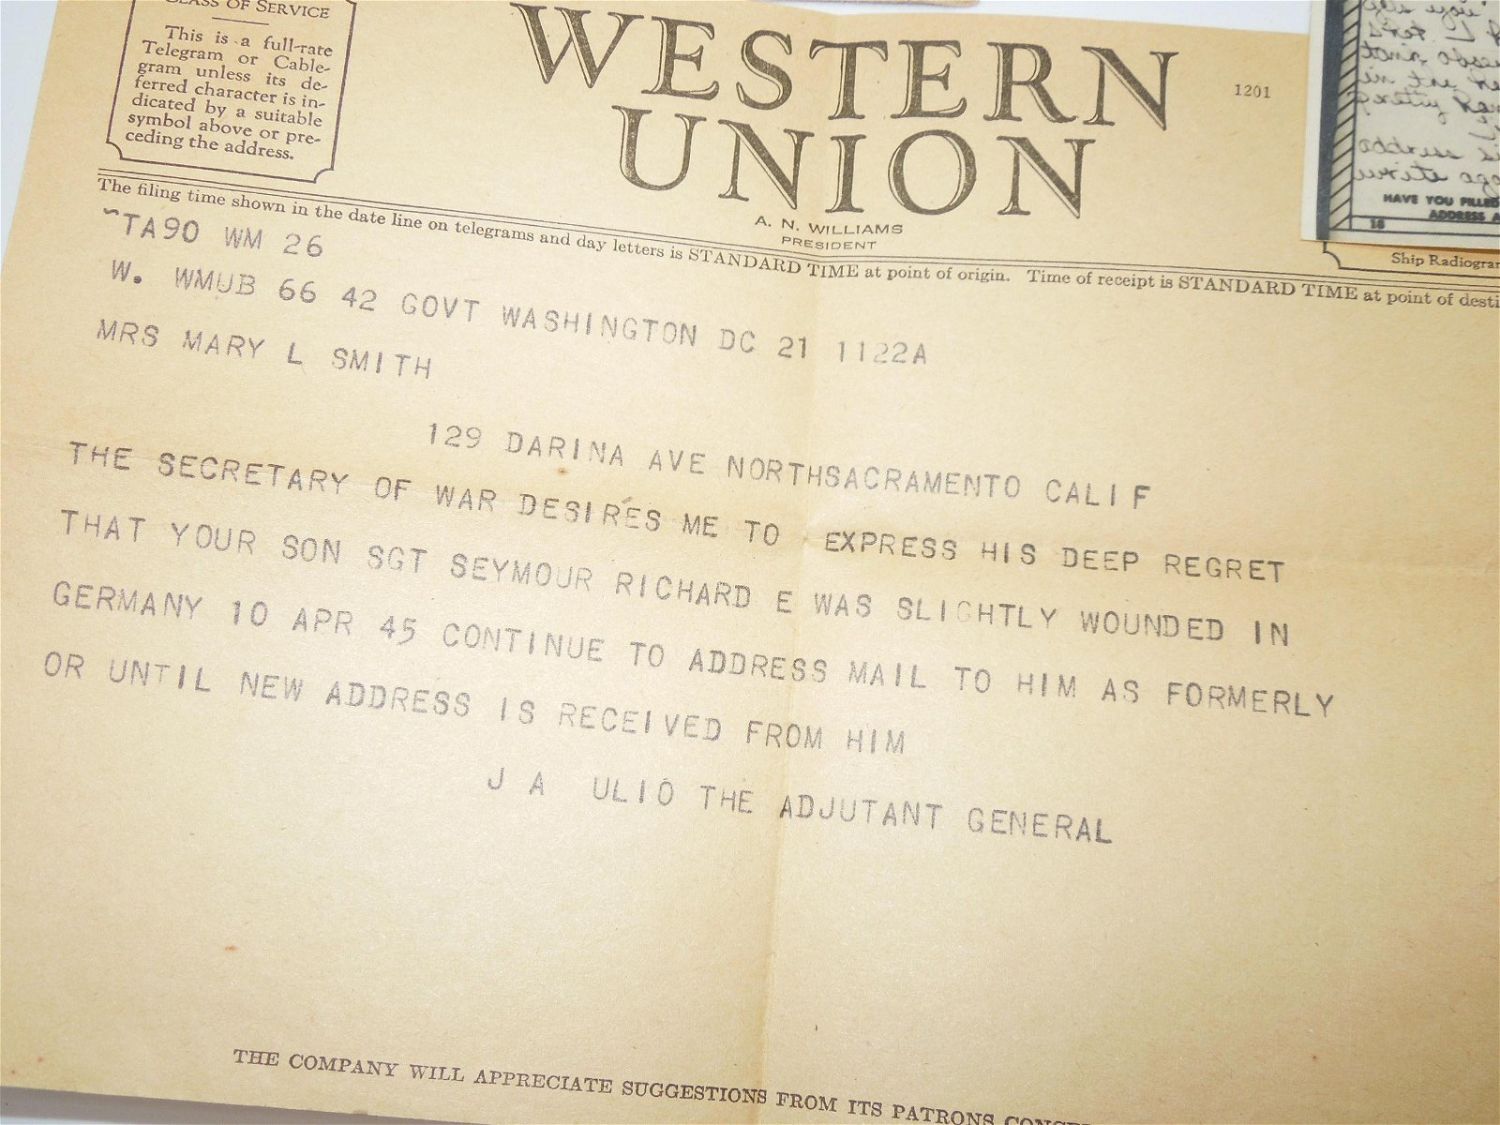 CLASS OF SERVICE
This is a full-rate
Telegram or Cable-
gram unless its de-
ferred character is in-
dicated by a suitable
symbol above or pre-
ceding the address.
WESTERN
UNION
1201
A. N. WILLIAMS
PRESIDENT
Ship Radiogram
HAVE YOU FILLED
ADDRESS A
The filing time shown in the date line on telegrams and day letters is STANDARD TIME at point of origin. Time of receipt is STANDARD TIME at point of desti
TA90 WM 26
W. WMUB 66 42 GOVT WASHINGTON DC 21 1122A
MRS MARY L SMITH
129 DARINA AVE NORTHSACRAMENTO CALIF
THE SECRETARY OF WAR DESIRES ME TO EXPRESS HIS DEEP REGRET
THAT YOUR SON SGT SEYMOUR RICHARD E WAS SLIGHTLY WOUNDED IN
GERMANY 10 APR 45 CONTINUE TO ADDRESS MAIL TO HIM AS FORMERLY
OR UNTIL NEW ADDRESS IS RECEIVED FROM HIM
J A ULIO THE ADJUTANT GENERAL
THE COMPANY WILL APPRECIATE SUGGESTIONS FROM ITS PATRONS